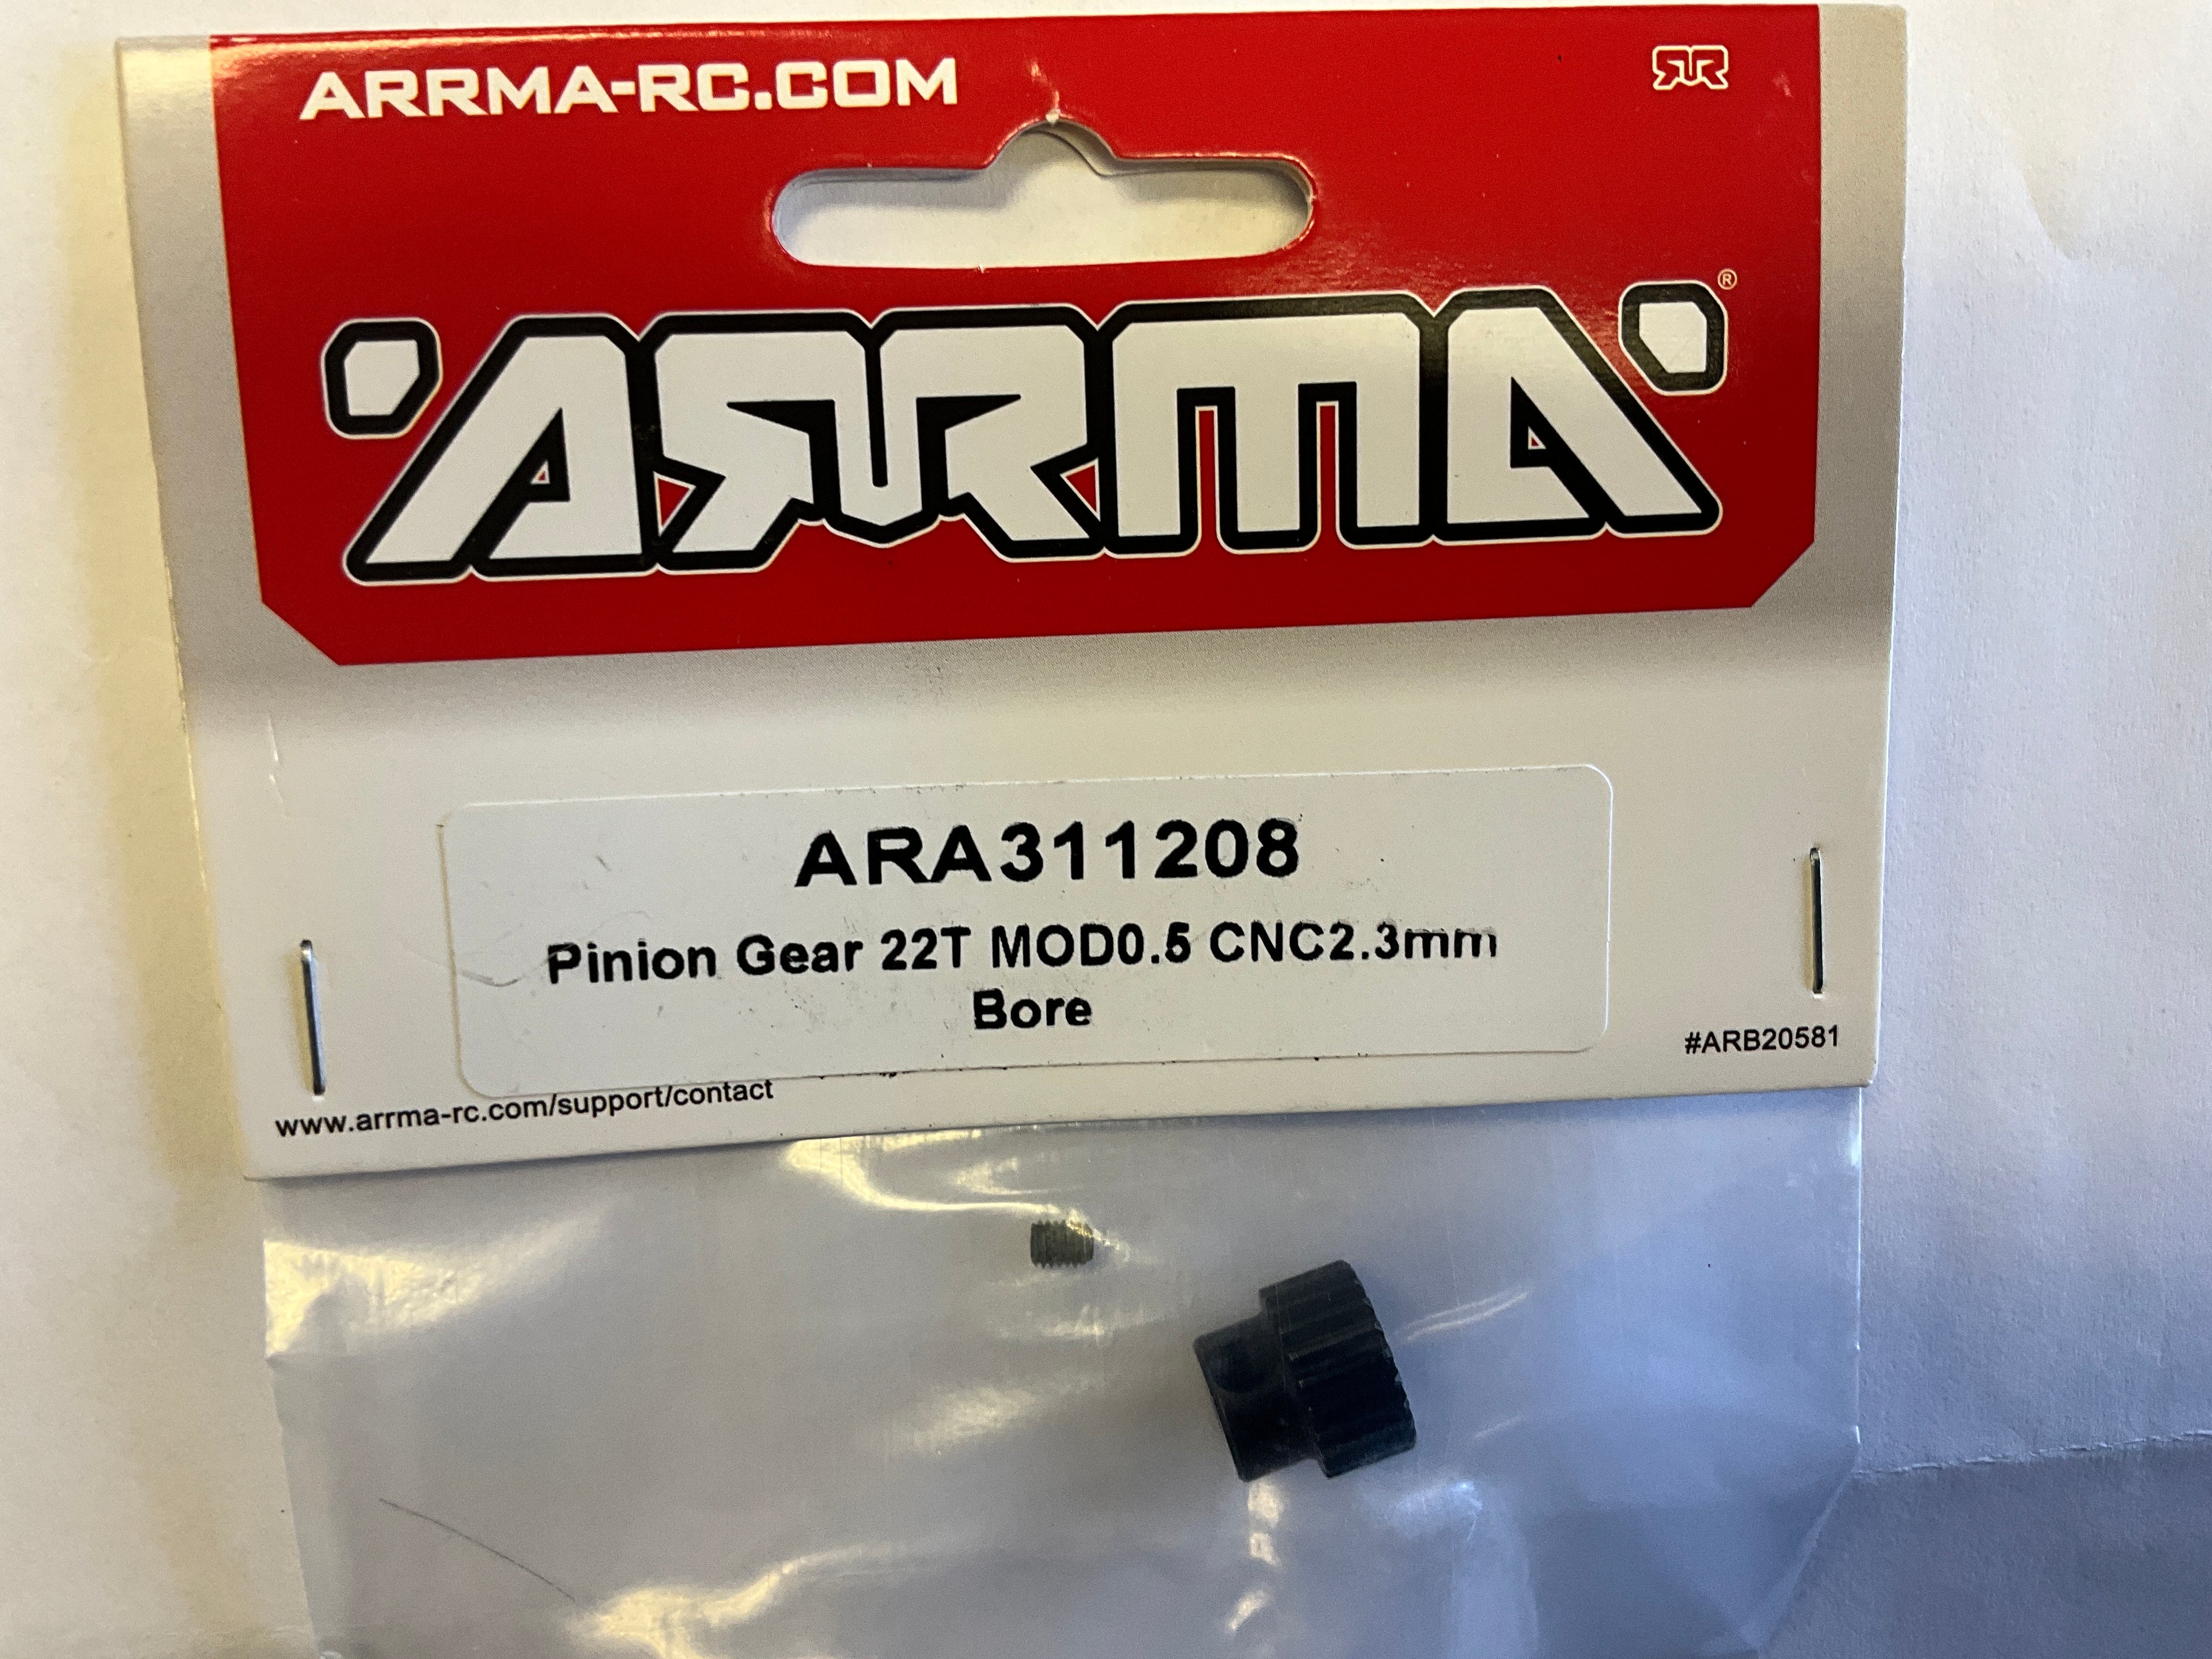 ARRMA-RC.COM
ARRMA®
ARA311208
Pinion Gear 22T MOD0.5 CNC2.3mm
Bore
#ARB20581
www.arrma-rc.com/support/contact